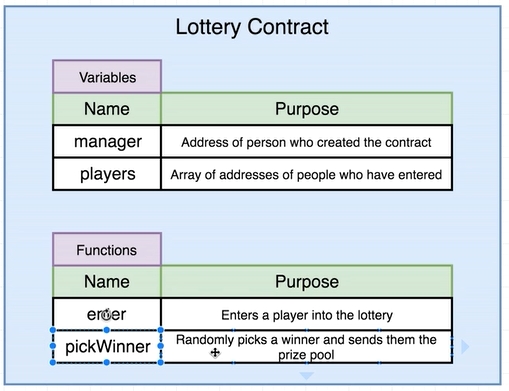 Lottery Contract
Variables
Name Purpose
manager Address of person who created the contract
players Array of addresses of people who have entered
Functions
Name Purpose
enter Enters a player into the lottery
pickWinner Randomly picks a winner and sends them the
prize pool